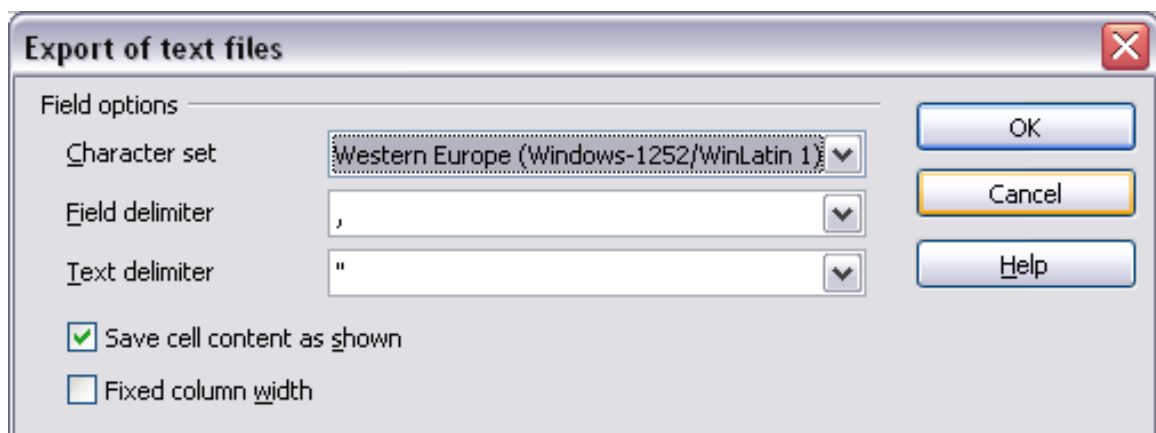 Export of text files
Field options
OK
Character set
Western Europe (Windows-1252/WinLatin 1)
Cancel
Field delimiter
,
Text delimiter
"
Help
Save cell content as shown
Fixed column width